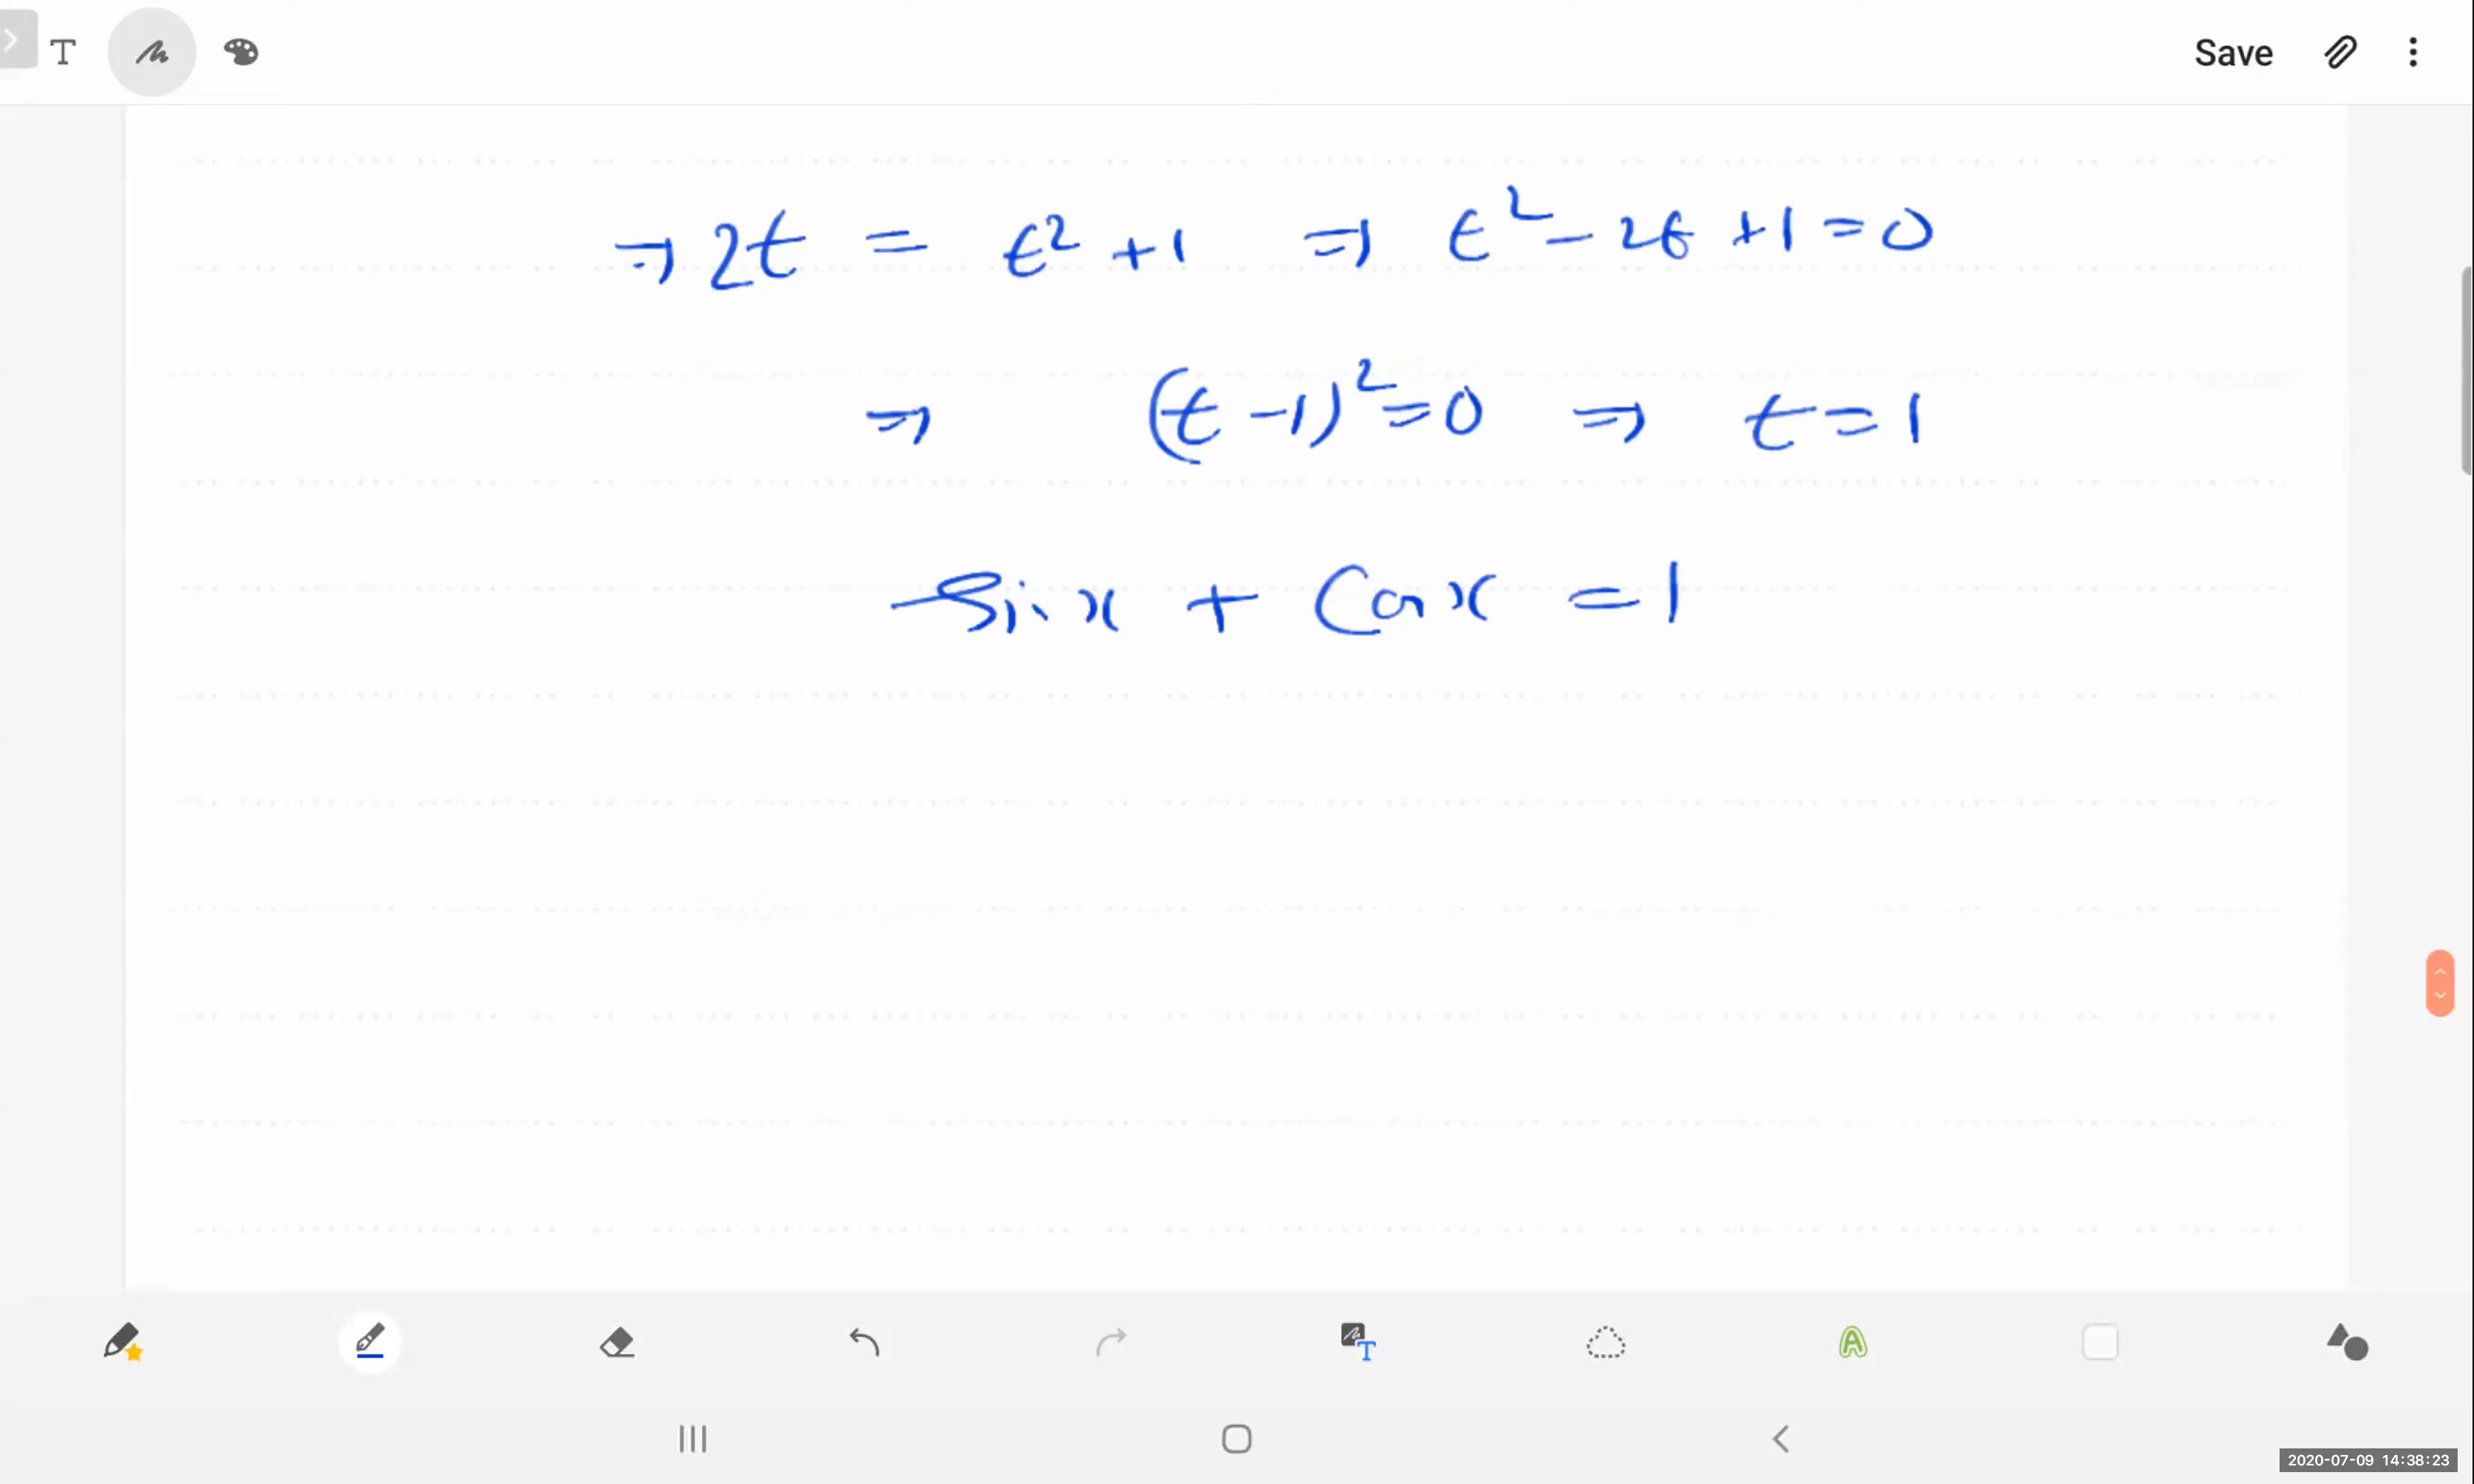 T Save
⇒ 2t = t² + 1 ⇒ t² - 2t + 1 = 0
⇒ (t - 1)² = 0 ⇒ t = 1
Sin x + Cos x = 1
T A
2020-07-09 14:38:23